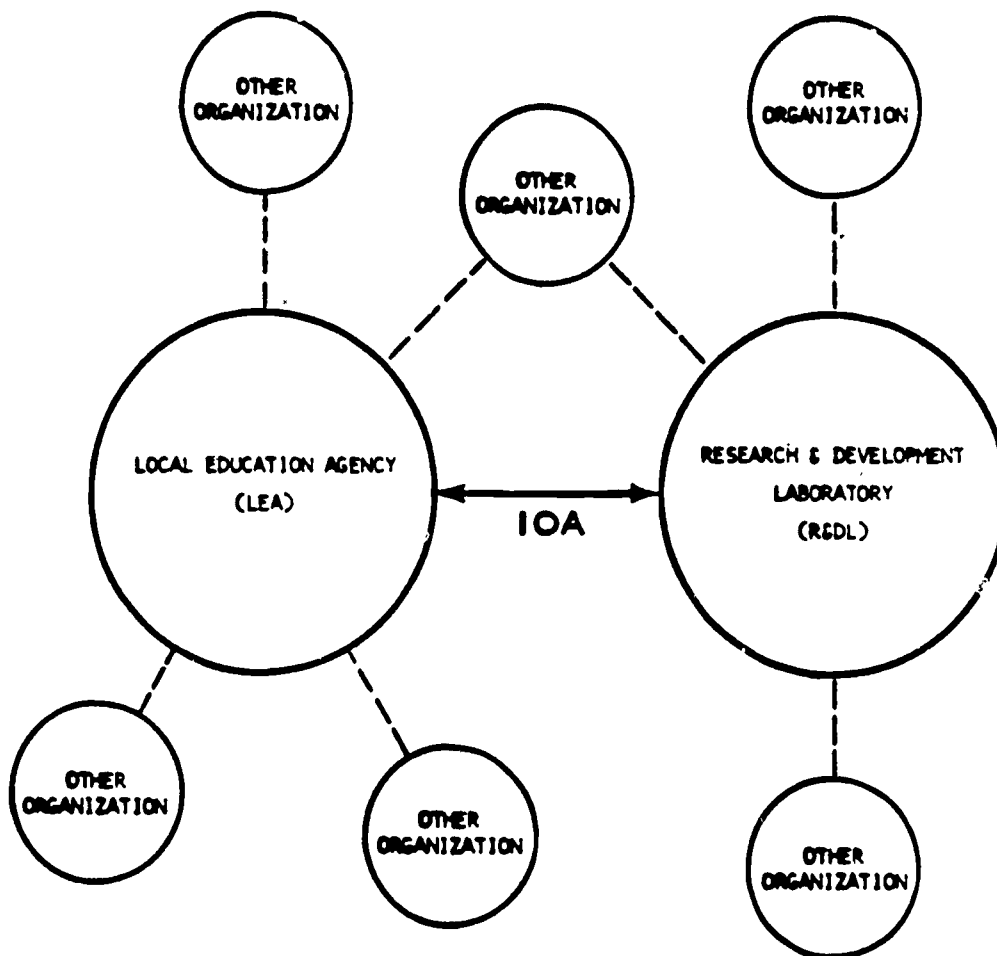 OTHER
ORGANIZATION
OTHER
ORGANIZATION
OTHER
ORGANIZATION
LOCAL EDUCATION AGENCY
(LEA)
IOA
RESEARCH & DEVELOPMENT
LABORATORY
(R&DL)
OTHER
ORGANIZATION
OTHER
ORGANIZATION
OTHER
ORGANIZATION